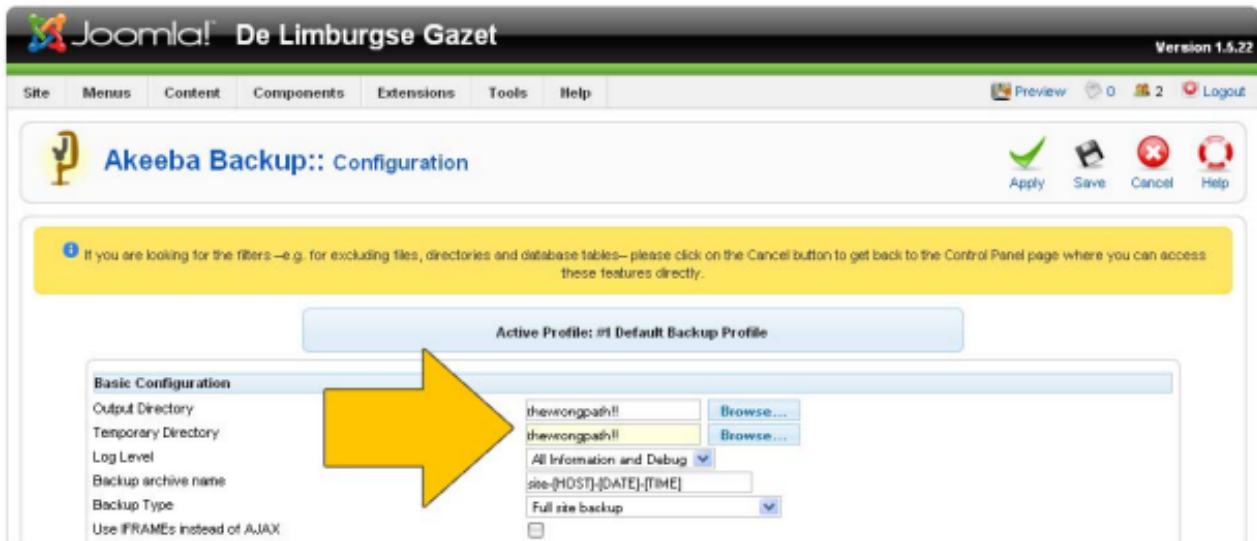 Joomla! De Limburgse Gazet
Version 1.5.22
Site Menus Content Components Extensions Tools Help Preview 0 2 Logout
Akeeba Backup:: Configuration
Apply Save Cancel Help
If you are looking for the filters –e.g. for excluding files, directories and database tables– please click on the Cancel button to get back to the Control Panel page where you can access
these features directly.
Active Profile: #1 Default Backup Profile
Basic Configuration
Output Directory thewrongpath!! Browse...
Temporary Directory thewrongpath!! Browse...
Log Level All Information and Debug
Backup archive name site-[HOST]-[DATE]-[TIME]
Backup Type Full site backup
Use IFRAMEs instead of AJAX